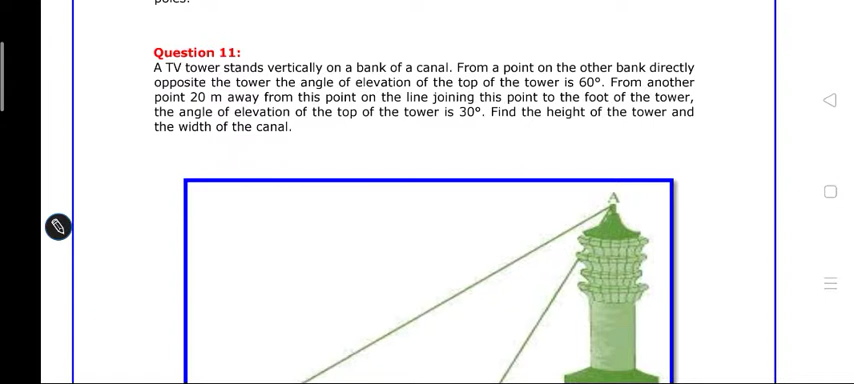 poles.
Question 11:
A TV tower stands vertically on a bank of a canal. From a point on the other bank directly
opposite the tower the angle of elevation of the top of the tower is 60°. From another
point 20 m away from this point on the line joining this point to the foot of the tower,
the angle of elevation of the top of the tower is 30°. Find the height of the tower and
the width of the canal.
A